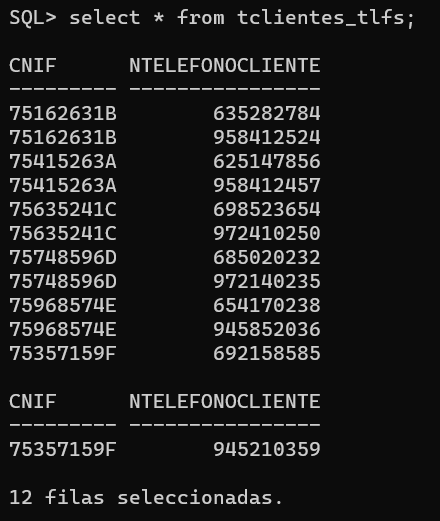 SQL> select * from tclientes_tlfs;
CNIF      NTELEFONOCLIENTE
--------- ----------------
75162631B        635282784
75162631B        958412524
75415263A        625147856
75415263A        958412457
75635241C        698523654
75635241C        972410250
75748596D        685020232
75748596D        972140235
75968574E        654170238
75968574E        945852036
75357159F        692158585
CNIF      NTELEFONOCLIENTE
--------- ----------------
75357159F        945210359
12 filas seleccionadas.